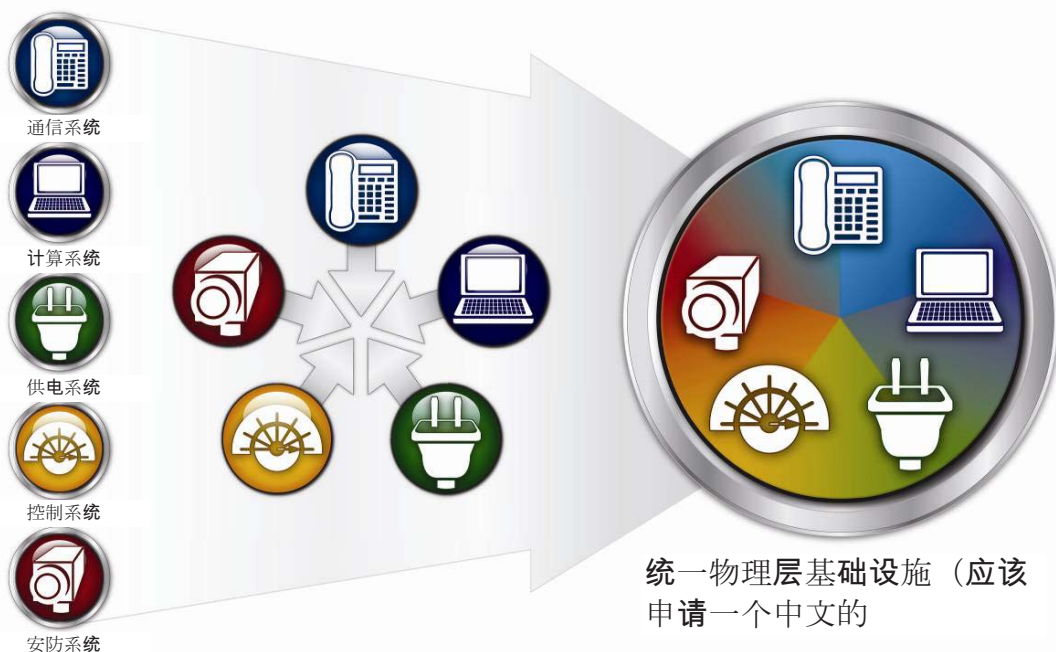 通信系统
计算系统
供电系统
控制系统
安防系统
统一物理层基础设施（应该
申请一个中文的